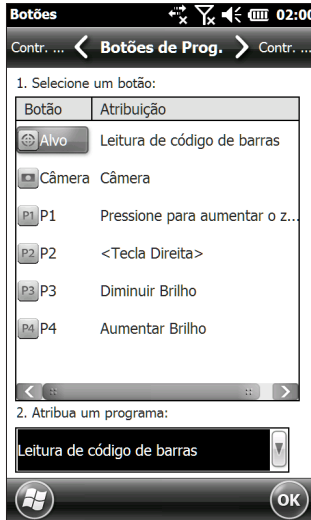 Botões 02:00
Contr. ... Botões de Prog. Contr. ...
1. Selecione um botão:
Botão Atribuição
Alvo Leitura de código de barras
Câmera Câmera
P1 P1 Pressione para aumentar o z...
P2 P2 <Tecla Direita>
P3 P3 Diminuir Brilho
P4 P4 Aumentar Brilho
2. Atribua um programa:
Leitura de código de barras
OK